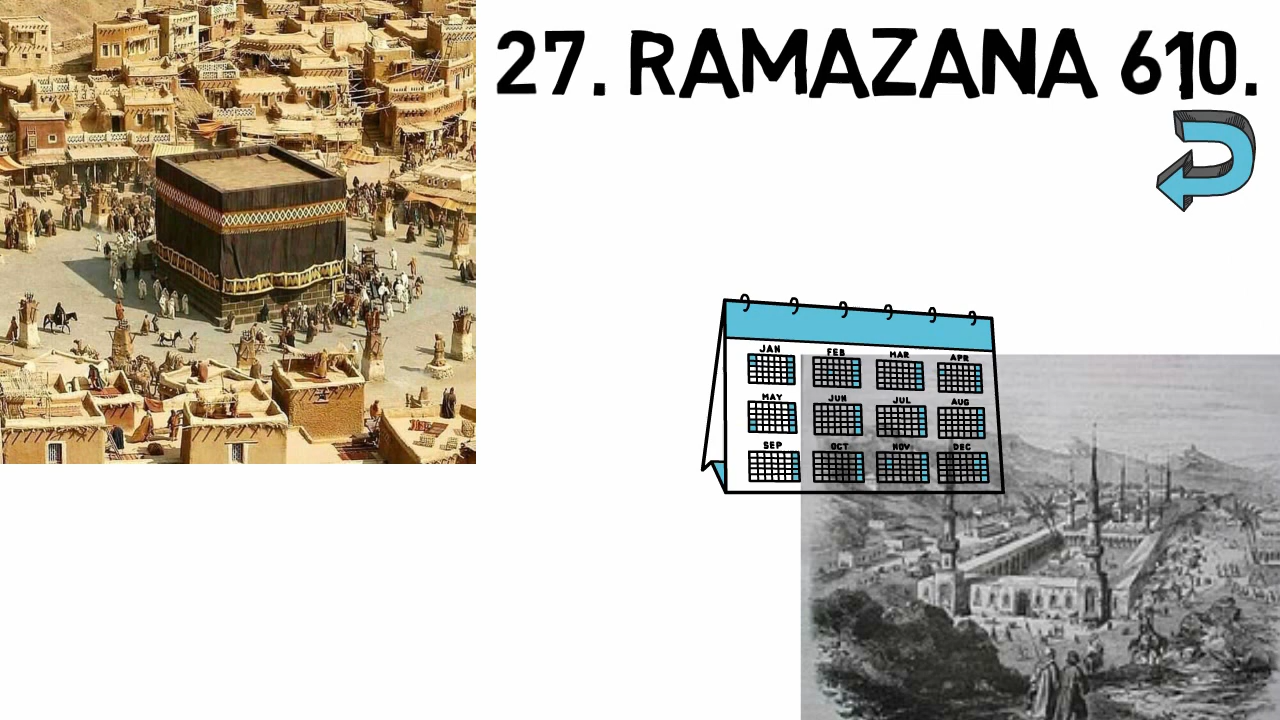 27. RAMAZANA 610.
JAN FEB MAR APR
MAY JUN JUL AUG
SEP OCT NOV DEC